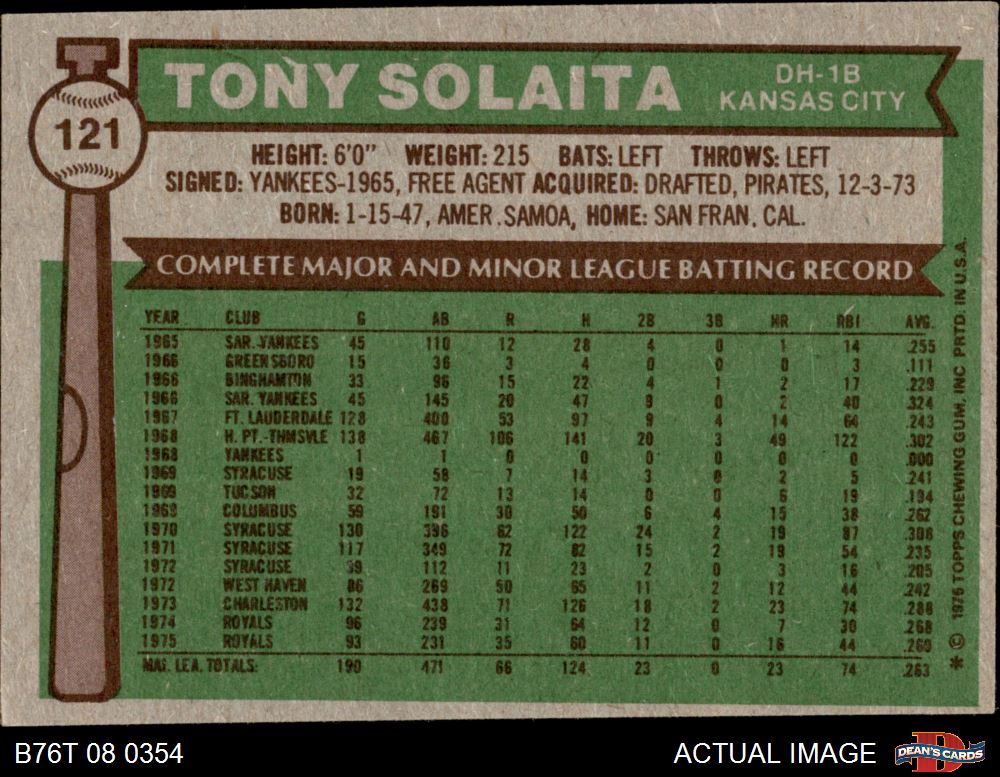 TONY SOLAITA
DH-1B
KANSAS CITY
121
HEIGHT: 6'0" WEIGHT: 215 BATS: LEFT THROWS: LEFT
SIGNED: YANKEES-1965, FREE AGENT ACQUIRED: DRAFTED, PIRATES, 12-3-73
BORN: 1-15-47, AMER. SAMOA, HOME: SAN FRAN. CAL.
COMPLETE MAJOR AND MINOR LEAGUE BATTING RECORD
YEAR CLUB G AB R H 2B 3B HR RBI AVG.
1965 SAR. YANKEES 45 110 12 28 4 0 1 14 .255
1966 GREENSBORO 15 36 3 4 0 0 0 3 .111
1966 BINGHAMTON 33 96 15 22 4 1 2 17 .229
1966 SAR. YANKEES 45 145 20 47 9 0 2 40 .324
1967 FT. LAUDERDALE 128 400 53 97 9 4 14 64 .243
1968 H. PT.-THMSVLE 138 467 106 141 20 3 49 122 .302
1968 YANKEES 1 1 0 0 0 0 0 0 .000
1969 SYRACUSE 19 58 7 14 3 0 2 5 .241
1969 TUCSON 32 72 13 14 0 0 6 19 .194
1969 COLUMBUS 59 191 30 50 6 4 15 38 .262
1970 SYRACUSE 130 396 62 122 24 2 19 87 .308
1971 SYRACUSE 117 349 72 82 15 2 19 54 .235
1972 SYRACUSE 39 112 11 23 2 0 3 16 .205
1972 WEST HAVEN 86 269 50 65 11 2 12 44 .242
1973 CHARLESTON 132 438 71 126 18 2 23 74 .288
1974 ROYALS 96 239 31 64 12 0 7 30 .268
1975 ROYALS 93 231 35 60 11 0 16 44 .260
MAJ. LEA. TOTALS: 190 471 66 124 23 0 23 74 .263
* © 1976 TOPPS CHEWING GUM, INC PRTD. IN U.S.A.
B76T 08 0354
ACTUAL IMAGE
D
DEAN'S CARDS